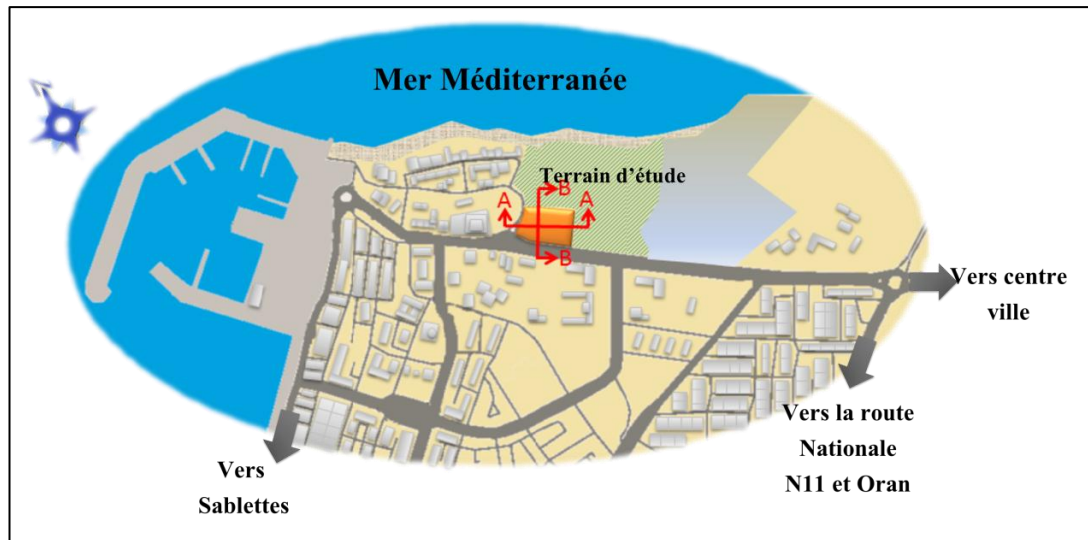 N
Mer Méditerranée
Terrain d’étude
B
A
A
B
Vers centre
ville
Vers la route
Nationale
N11 et Oran
Vers
Sablettes